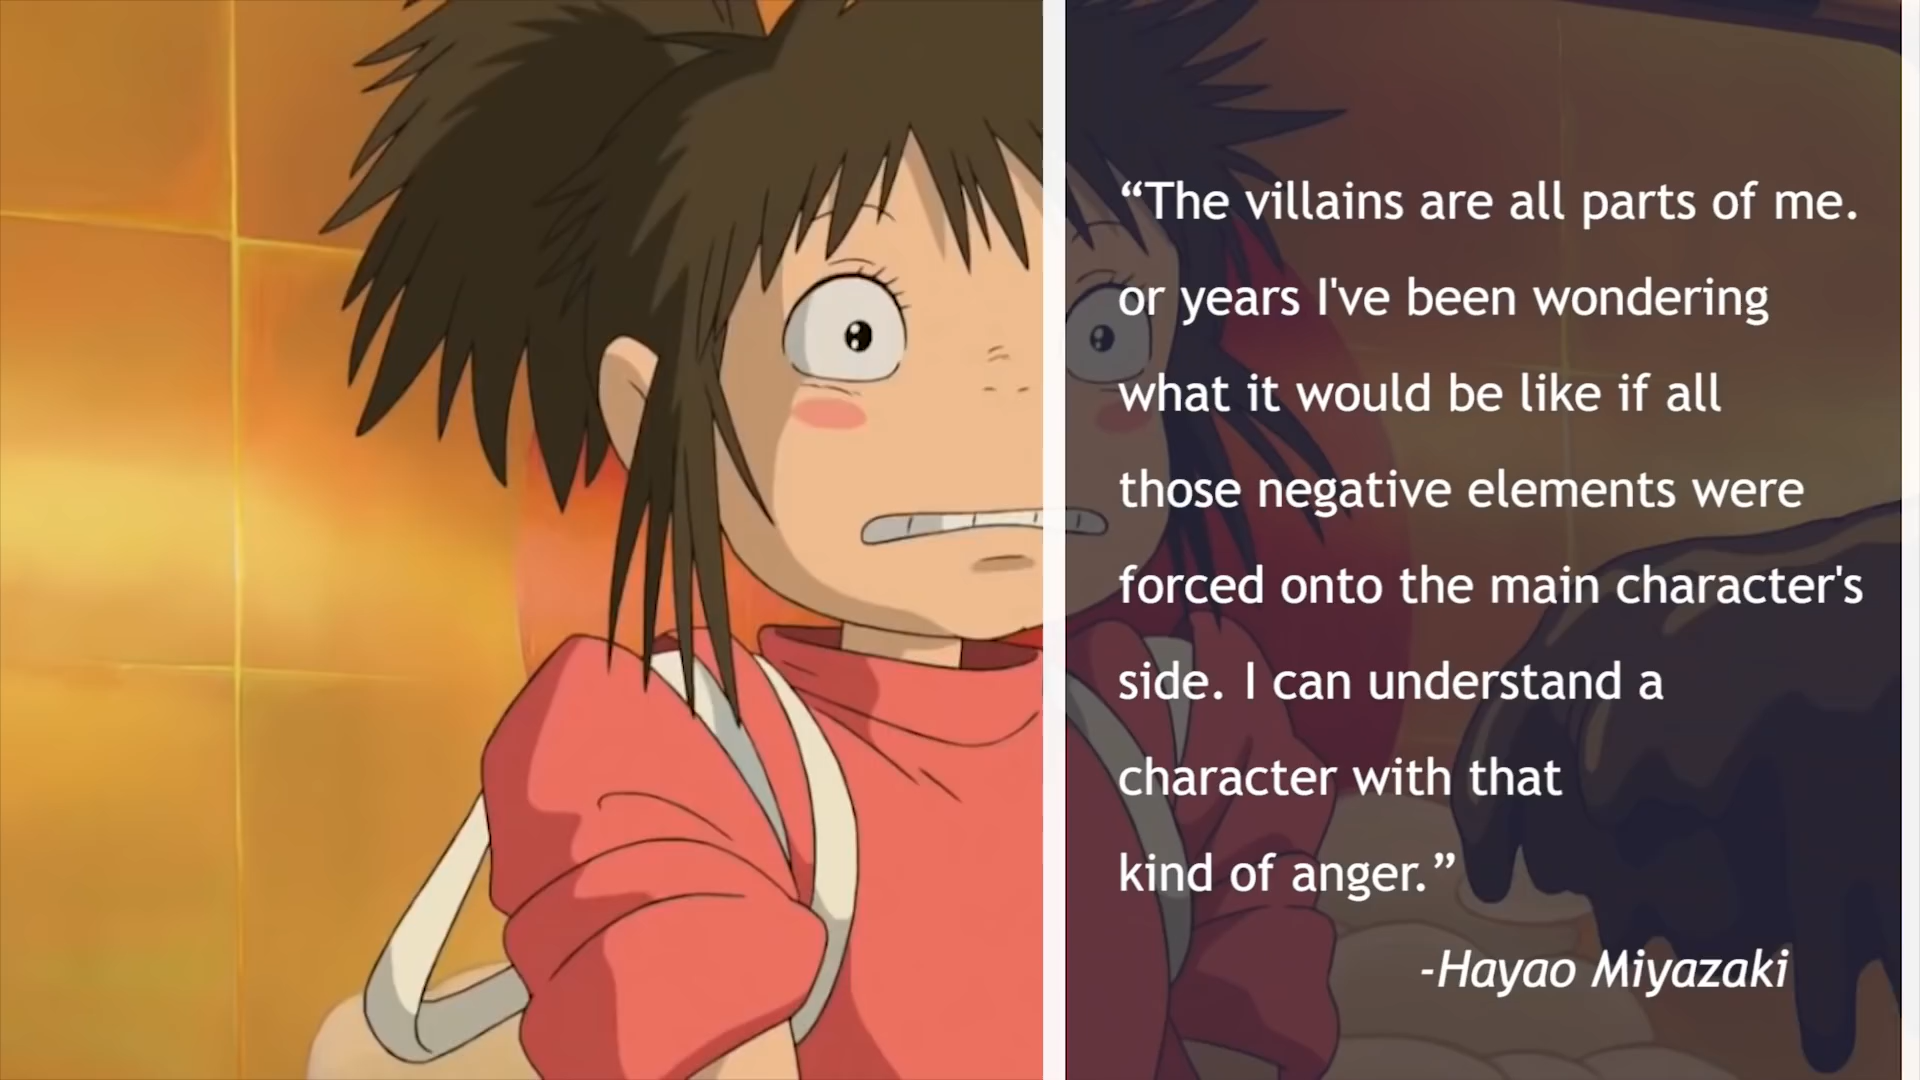 “The villains are all parts of me.
or years I've been wondering
what it would be like if all
those negative elements were
forced onto the main character's
side. I can understand a
character with that
kind of anger.”
-Hayao Miyazaki